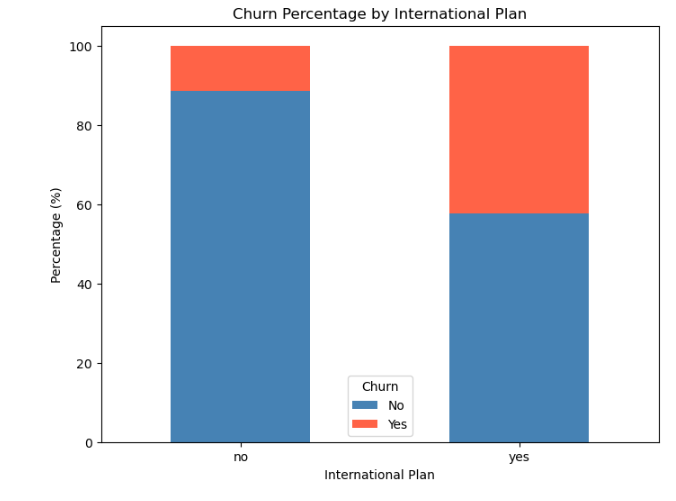 Churn Percentage by International Plan
Percentage (%)
100
80
60
40
20
0
Churn
No
Yes
no
yes
International Plan